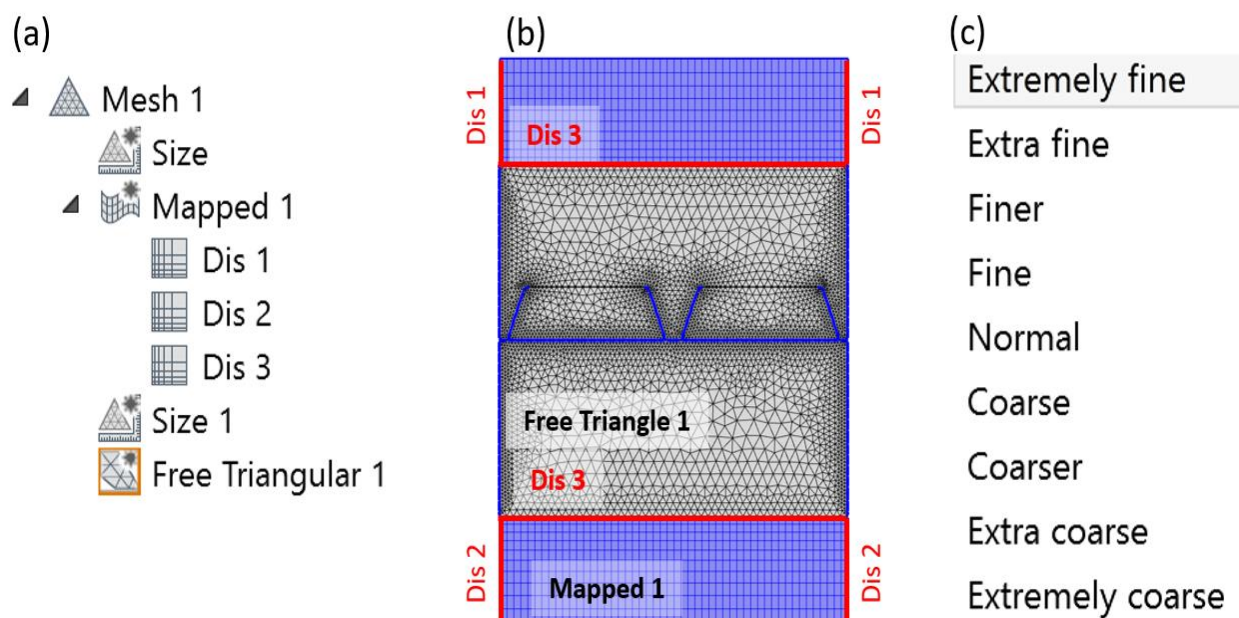 (a)
Mesh 1
Size
Mapped 1
Dis 1
Dis 2
Dis 3
Size 1
Free Triangular 1
(b)
Dis 1
Dis 3
Dis 1
Free Triangle 1
Dis 3
Dis 2
Mapped 1
Dis 2
(c)
Extremely fine
Extra fine
Finer
Fine
Normal
Coarse
Coarser
Extra coarse
Extremely coarse